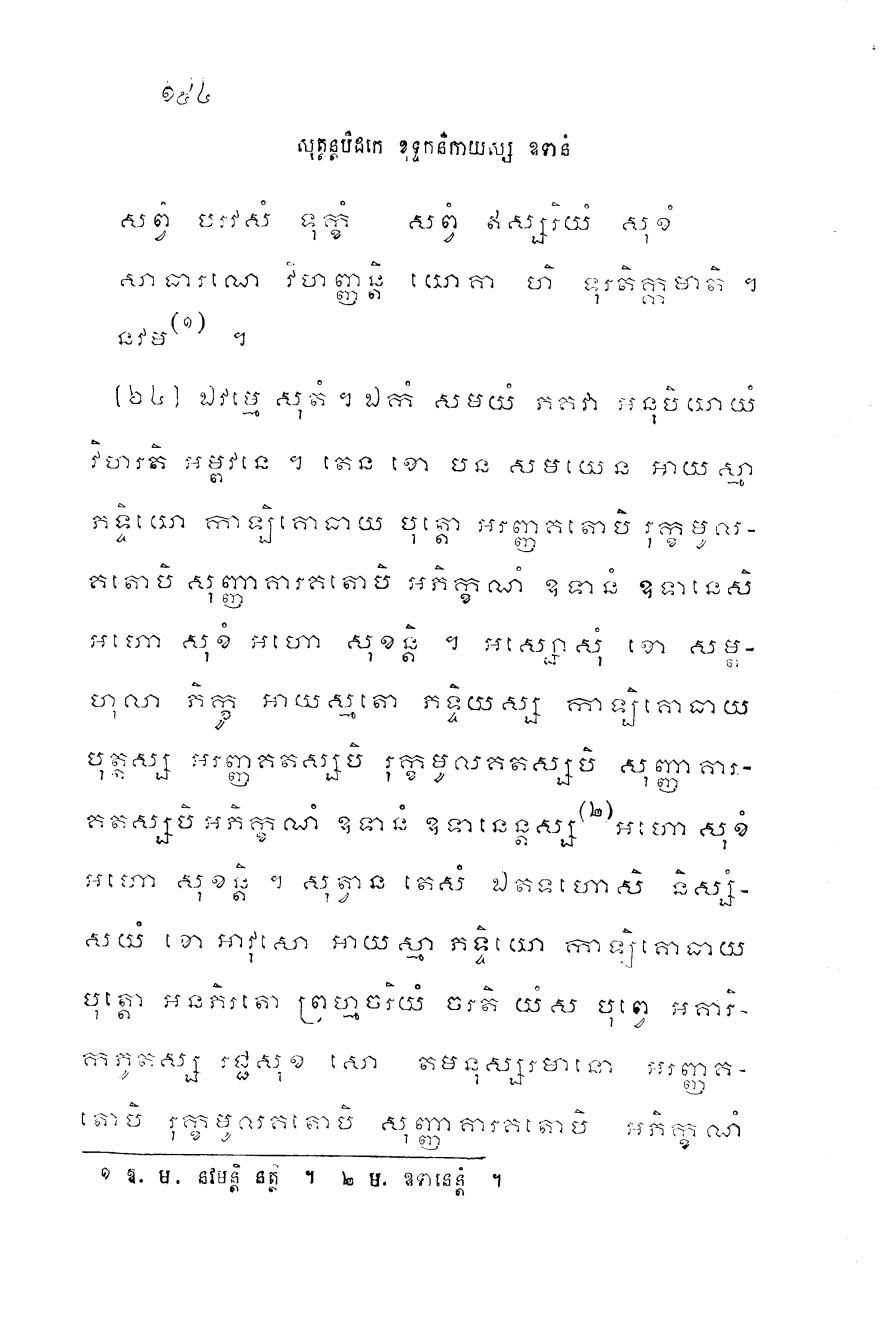 ១៥៤
សុត្តន្តបិដកេ ខុទ្ទកនិកាយស្ស ឧទានំ
សព្វំ បរវសំ ទុក្ខំ សព្វំ ឥស្សរិយំ សុខំ
សាធារណេ វិហញ្ញន្តិ យោគា ហិ ទុរតិក្កមាតិ ។
នវម(១) ។
[៦៤] ឯវម្មេ សុតំ ។ ឯកំ សមយំ ភគវា អនុបិយាយំ
វិហរតិ អម្ពវនេ ។ តេន ខោ បន សមយេន អាយស្មា
ភទ្ទិយោ កាឡិគោធាយ បុត្តោ អរញ្ញគតោបិ រុក្ខមូល-
គតោបិ សុញ្ញាគារគតោបិ អភិក្ខណំ ឧទានំ ឧទានេសិ
អហោ សុខំ អហោ សុខន្តិ ។ អស្សោសុំ ខោ សម្ព-
ហុលា ភិក្ខូ អាយស្មតោ ភទ្ទិយស្ស កាឡិគោធាយ
បុត្តស្ស អរញ្ញគតស្សបិ រុក្ខមូលគតស្សបិ សុញ្ញាគារ-
គតស្សបិ អភិក្ខណំ ឧទានំ ឧទានេន្តស្ស(២) អហោ សុខំ
អហោ សុខន្តិ ។ សុត្វាន តេសំ ឯតទហោសិ និស្សំ-
សយំ ខោ អាវុសោ អាយស្មា ភទ្ទិយោ កាឡិគោធាយ
បុត្តោ អនភិរតោ ព្រហ្មចរិយំ ចរតិ យំស បុព្វេ អគារិ-
កភូតស្ស រជ្ជសុខំ សោ តមនុស្សរមានោ អរញ្ញគ-
តោបិ រុក្ខមូលគតោបិ សុញ្ញាគារគតោបិ អភិក្ខណំ
១ ឱ. ម. នវមន្តិ នត្ថិ ។ ២ ម. ឧទានេន្តំ ។